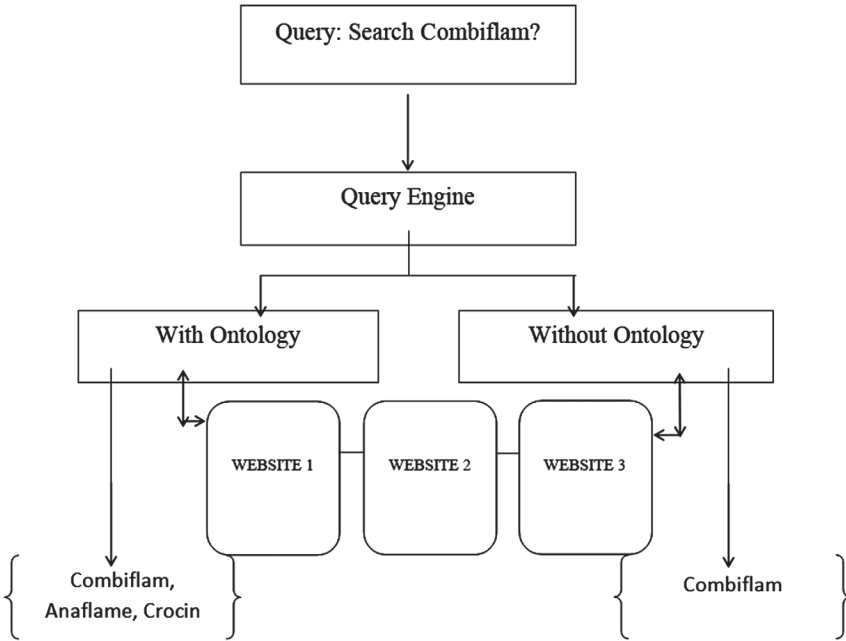 Query: Search Combiflam?
Query Engine
With Ontology
Without Ontology
WEBSITE 1
WEBSITE 2
WEBSITE 3
Combiflam,
Anaflame, Crocin
Combiflam